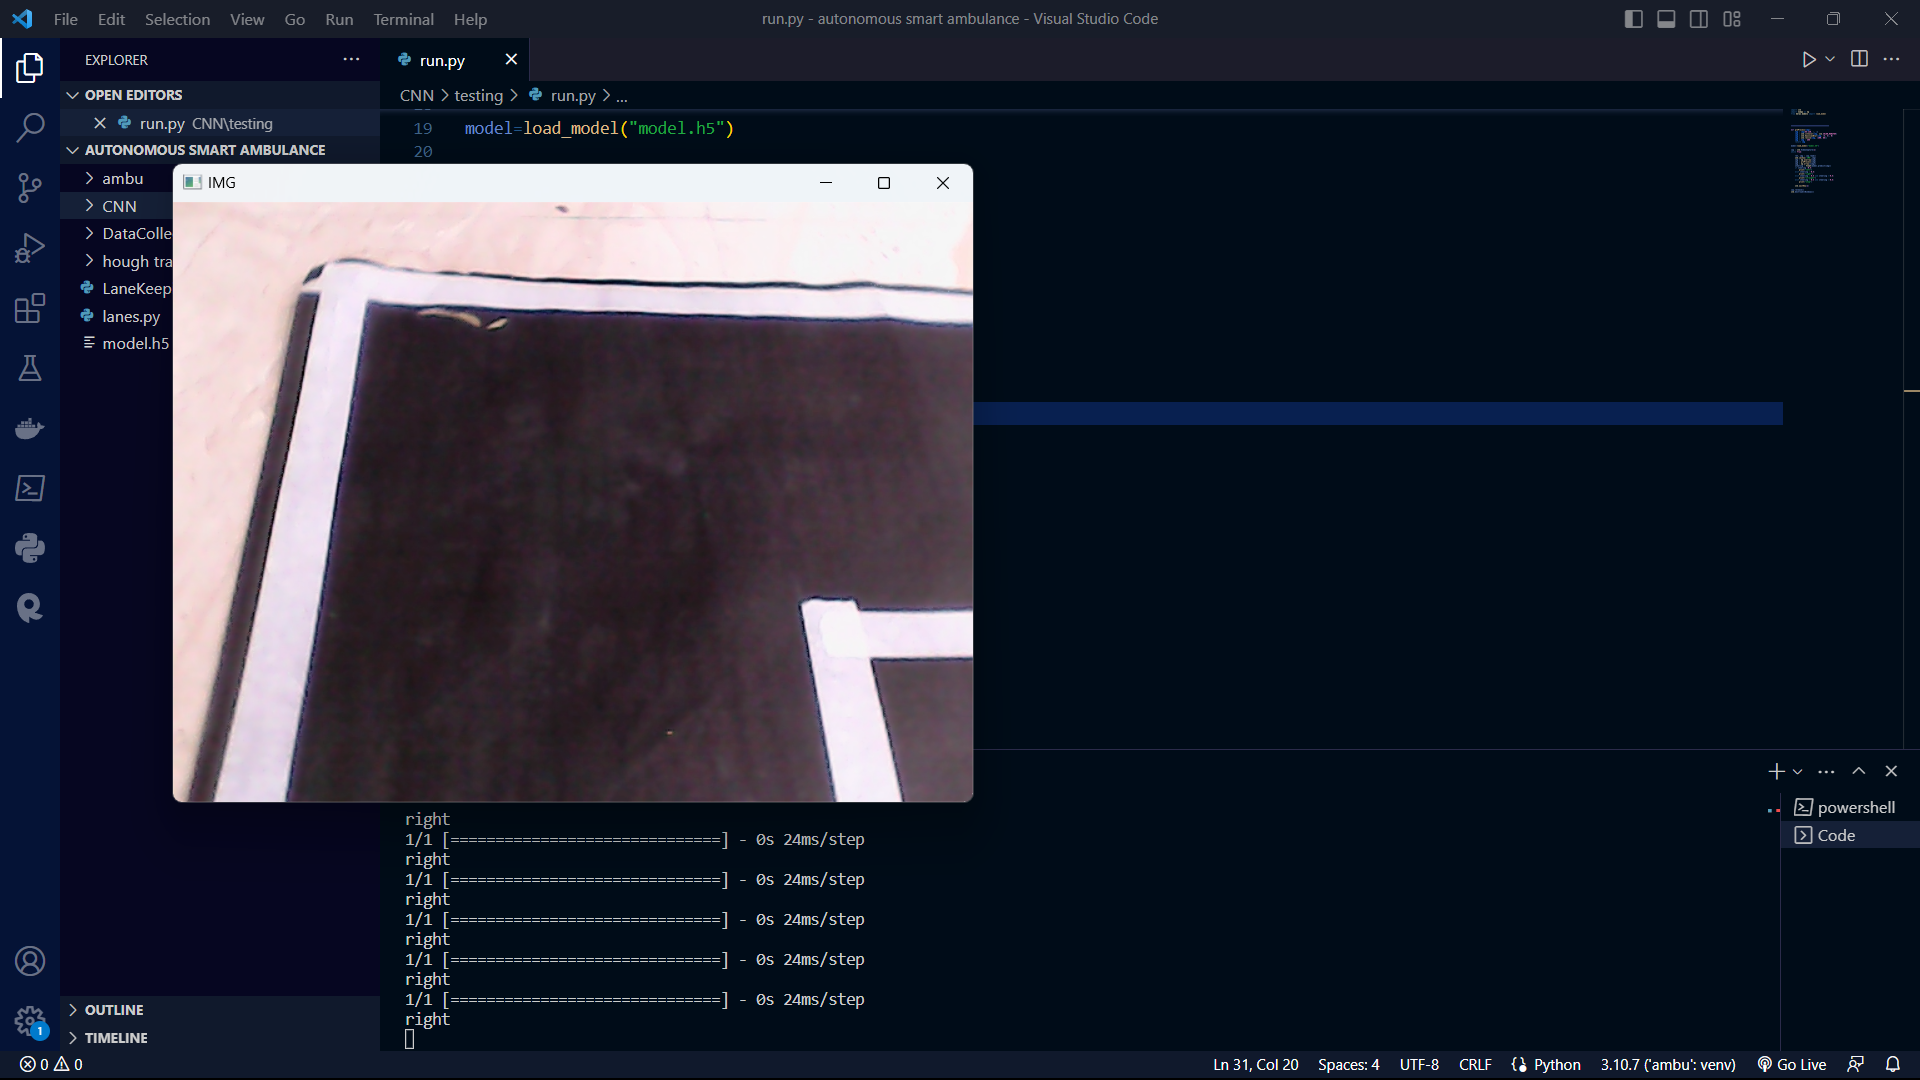 File Edit Selection View Go Run Terminal Help
run.py - autonomous smart ambulance - Visual Studio Code
EXPLORER
run.py
OPEN EDITORS
run.py CNN\testing
AUTONOMOUS SMART AMBULANCE
ambu
CNN
DataColle
hough tra
LaneKeep
lanes.py
model.h5
OUTLINE
TIMELINE
CNN > testing > run.py > ...
19 model=load_model("model.h5")
20
IMG
right
1/1 [==============================] - 0s 24ms/step
right
1/1 [==============================] - 0s 24ms/step
right
1/1 [==============================] - 0s 24ms/step
right
1/1 [==============================] - 0s 24ms/step
right
1/1 [==============================] - 0s 24ms/step
right
powershell
Code
1
0 0
Ln 31, Col 20 Spaces: 4 UTF-8 CRLF Python 3.10.7 ('ambu': venv) Go Live